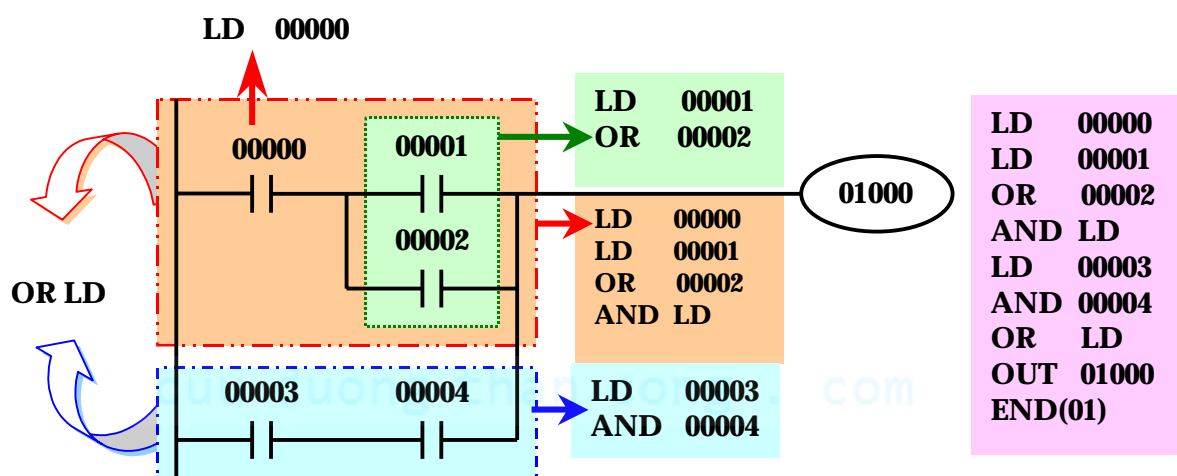 LD 00000
00000
00001
00002
01000
OR LD
00003
00004
LD 00001
OR 00002
LD 00000
LD 00001
OR 00002
AND LD
LD 00003
AND 00004
LD 00000
LD 00001
OR 00002
AND LD
LD 00003
AND 00004
OR LD
OUT 01000
END(01)